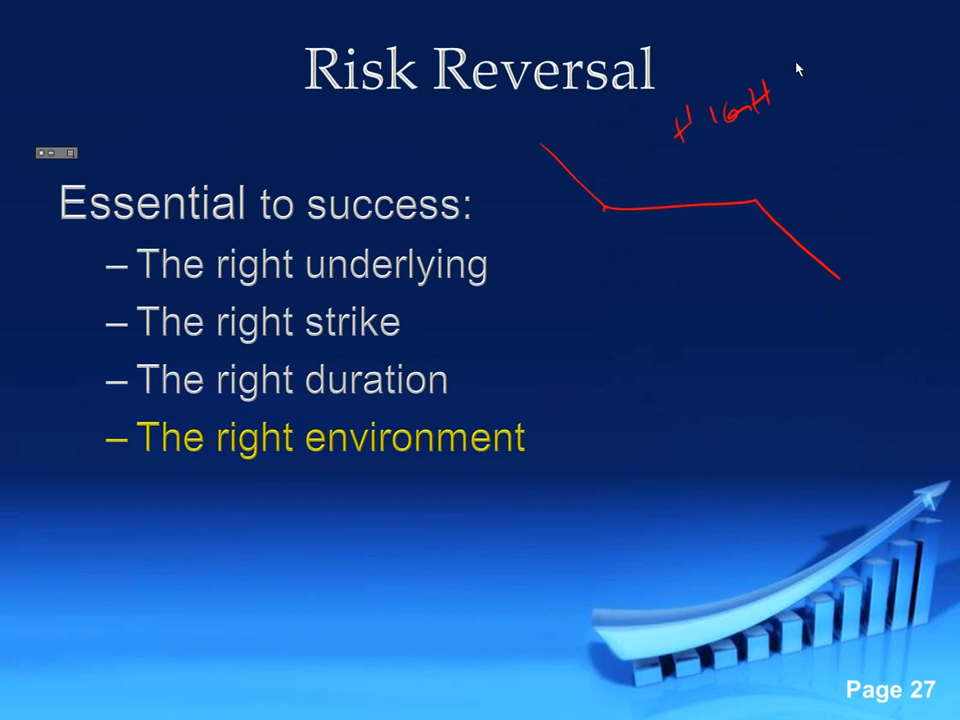 Risk Reversal
Essential to success:
– The right underlying
– The right strike
– The right duration
– The right environment
Page 27